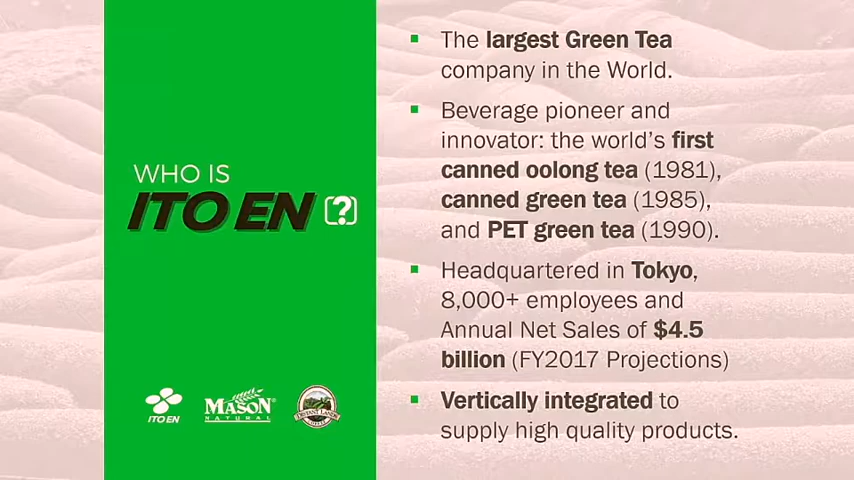 WHO IS
ITO EN [?]
ITO EN
MASON®
NATURAL
DISTANT LANDS
COFFEE
The largest Green Tea
company in the World.
Beverage pioneer and
innovator: the world's first
canned oolong tea (1981),
canned green tea (1985),
and PET green tea (1990).
Headquartered in Tokyo,
8,000+ employees and
Annual Net Sales of $4.5
billion (FY2017 Projections)
Vertically integrated to
supply high quality products.